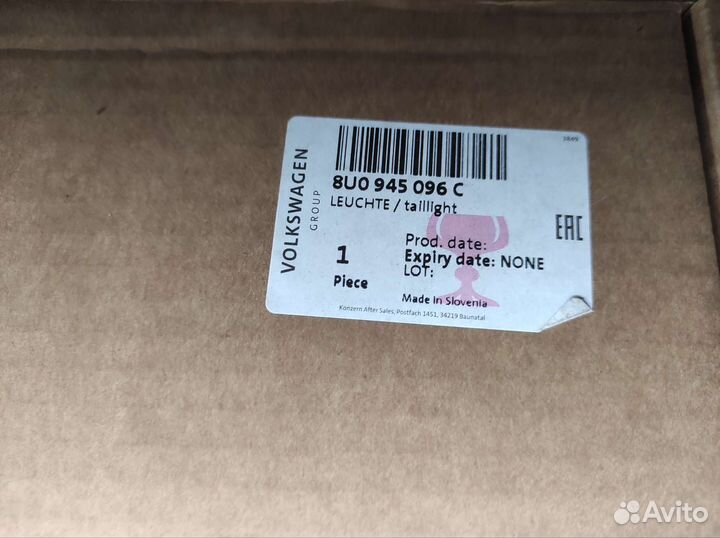 VOLKSWAGEN
GROUP
8U0 945 096 C
LEUCHTE / taillight
1
Piece
Prod. date:
Expiry date: NONE
LOT:
Made in Slovenia
Konzern After Sales, Postfach 1451, 34219 Baunatal
EAC
Avito